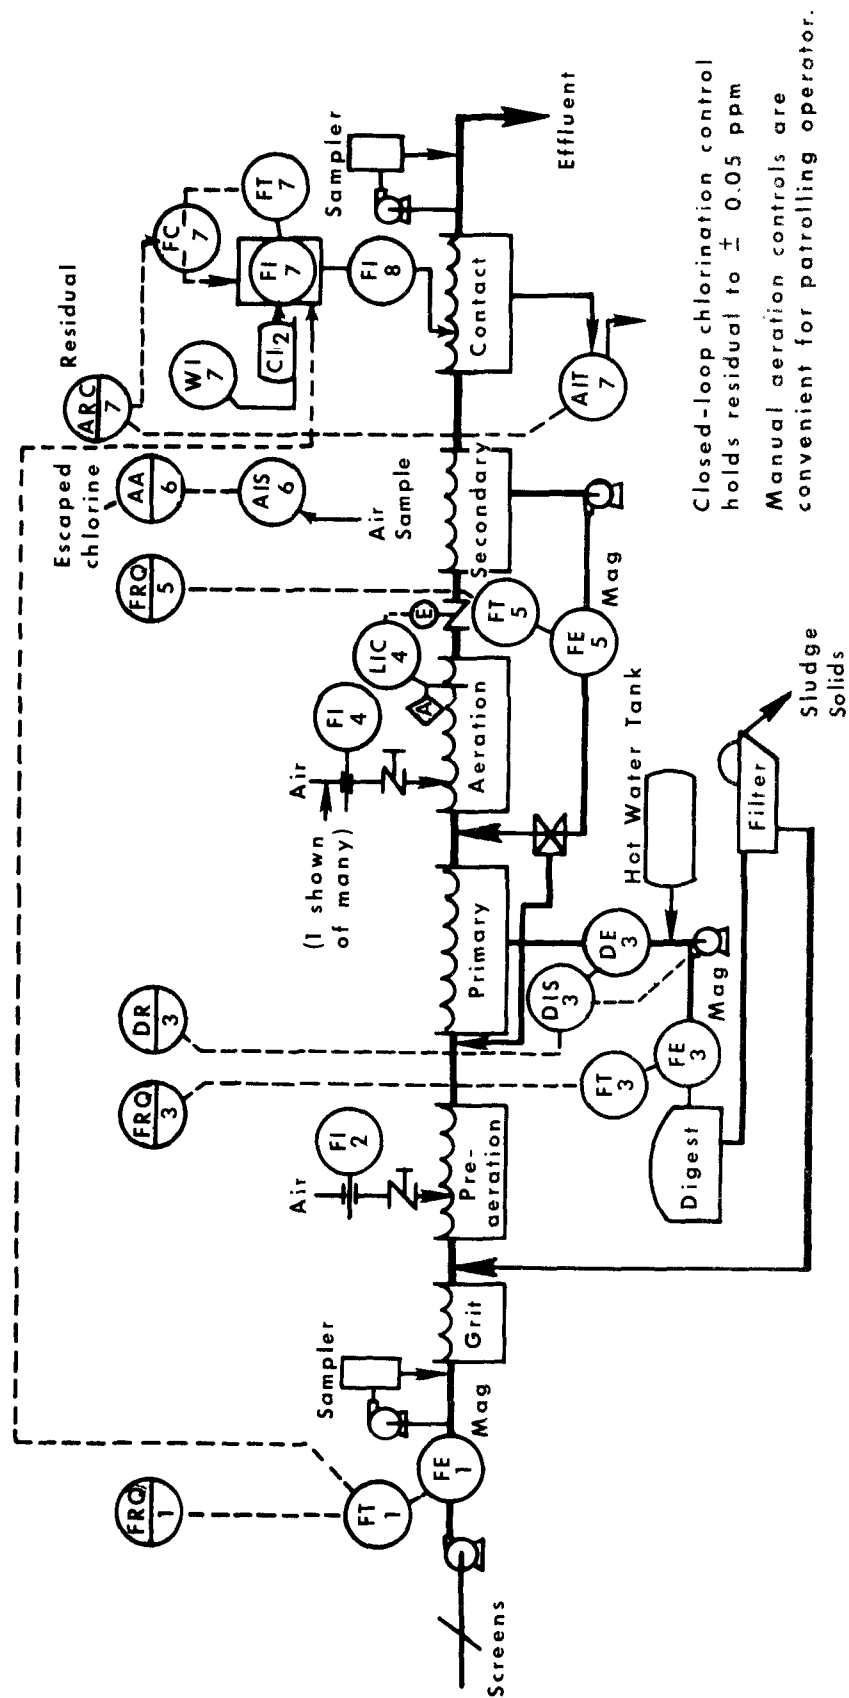 Screens
FRQ
1
FT
1
FE
1
Mag
Sampler
Grit
Air
FI
2
Pre-
aeration
FRQ
3
DR
3
FT
3
FE
3
Mag
Digest
DIS
3
DE
3
Primary
Hot Water Tank
Filter
Sludge
Solids
(1 shown
of many)
Air
FI
4
LIC
4
A
E
Aeration
FRQ
5
FT
5
FE
5
Mag
Secondary
Escaped
chlorine
AA
6
AIS
6
Air
Sample
Residual
ARC
7
WI
7
Cl2
FC
7
FT
7
FI
7
FI
8
Contact
AIT
7
Sampler
Effluent
Closed-loop chlorination control
holds residual to ± 0.05 ppm
Manual aeration controls are
convenient for patrolling operator.